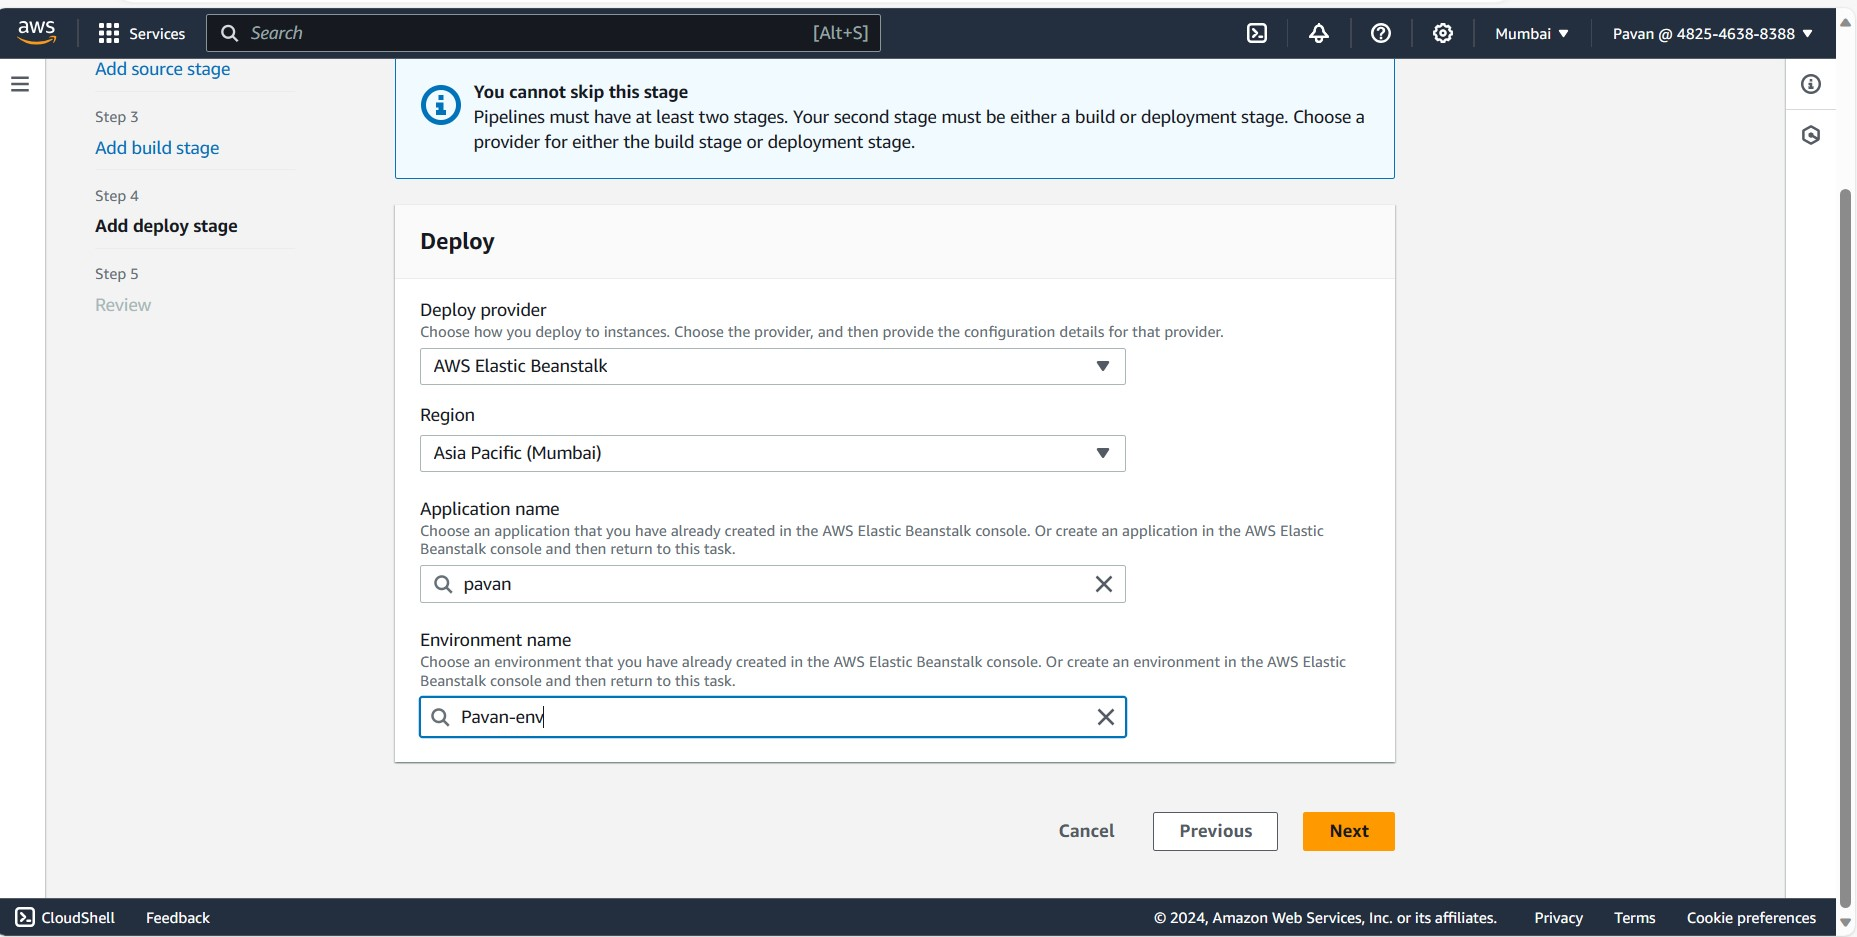 aws
Services
Search
[Alt+S]
Mumbai
Pavan @ 4825-4638-8388
Add source stage
Step 3
Add build stage
Step 4
Add deploy stage
Step 5
Review
You cannot skip this stage
Pipelines must have at least two stages. Your second stage must be either a build or deployment stage. Choose a
provider for either the build stage or deployment stage.
Deploy
Deploy provider
Choose how you deploy to instances. Choose the provider, and then provide the configuration details for that provider.
AWS Elastic Beanstalk
Region
Asia Pacific (Mumbai)
Application name
Choose an application that you have already created in the AWS Elastic Beanstalk console. Or create an application in the AWS Elastic
Beanstalk console and then return to this task.
pavan
Environment name
Choose an environment that you have already created in the AWS Elastic Beanstalk console. Or create an environment in the AWS Elastic
Beanstalk console and then return to this task.
Pavan-env
Cancel
Previous
Next
CloudShell
Feedback
© 2024, Amazon Web Services, Inc. or its affiliates.
Privacy
Terms
Cookie preferences